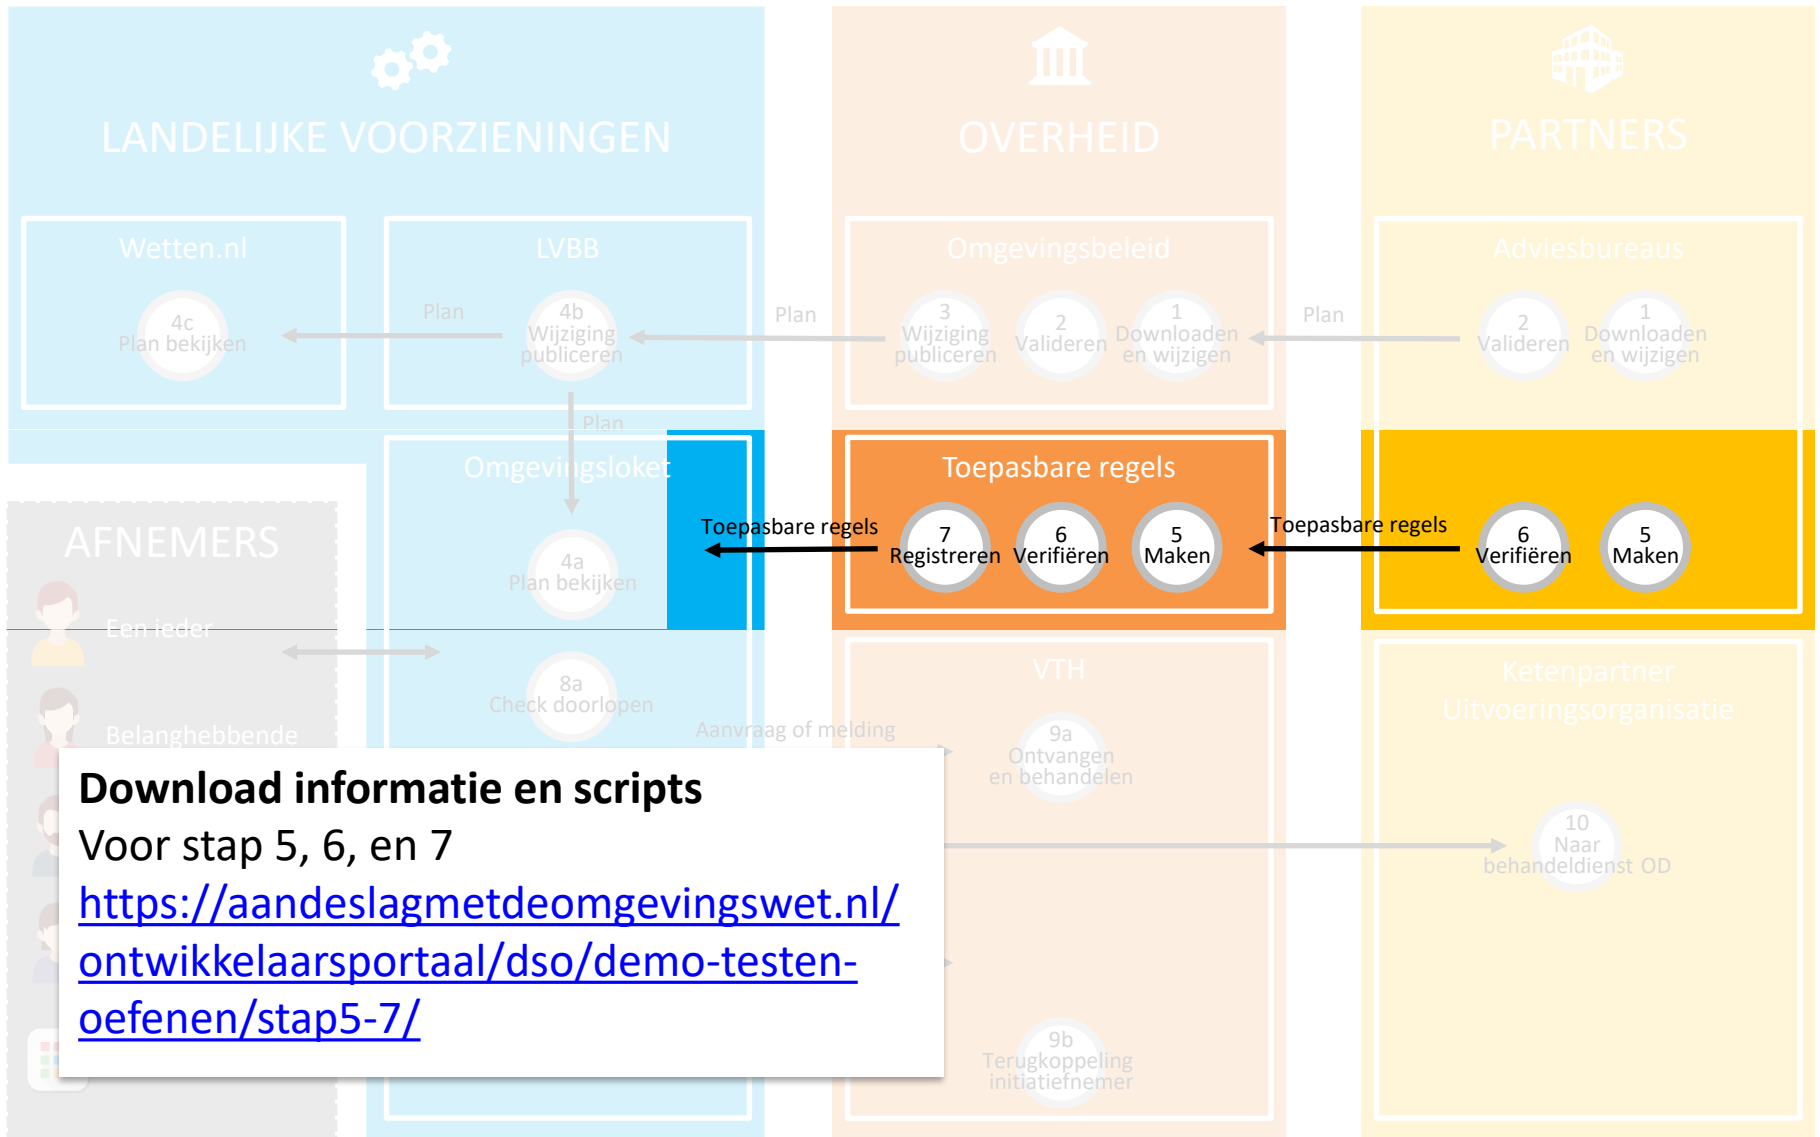 LANDELIJKE VOORZIENINGEN
OVERHEID
PARTNERS
Wetten.nl
LVBB
Omgevingsbeleid
Adviesbureaus
4c
Plan bekijken
Plan
4b
Wijziging
publiceren
Plan
3
Wijziging
publiceren
2
Valideren
1
Downloaden
en wijzigen
Plan
2
Valideren
1
Downloaden
en wijzigen
Plan
Omgevingsloket
Toepasbare regels
4a
Plan bekijken
Toepasbare regels
7
Registreren
6
Verifiëren
5
Maken
Toepasbare regels
6
Verifiëren
5
Maken
AFNEMERS
Een ieder
Belanghebbende
8a
Check doorlopen
Aanvraag of melding
VTH
9a
Ontvangen
en behandelen
Ketenpartner
Uitvoeringsorganisatie
10
Naar
behandeldienst OD
9b
Terugkoppeling
initiatiefnemer
Download informatie en scripts
Voor stap 5, 6, en 7
https://aandeslagmetdeomgevingswet.nl/
ontwikkelaarsportaal/dso/demo-testen-
oefenen/stap5-7/